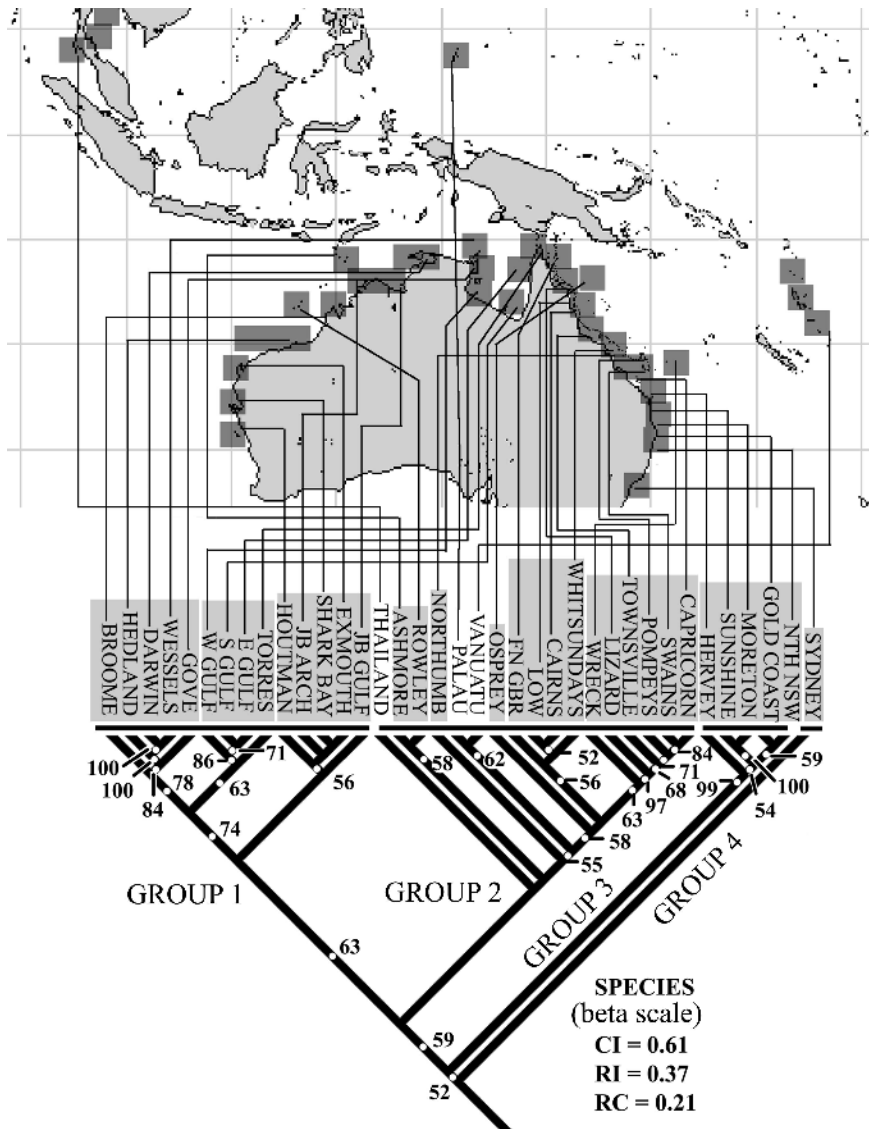 BROOME
HEDLAND
DARWIN
WESSELS
GOVE
W GULF
S GULF
E GULF
TORRES
HOUTMAN
JB ARCH
SHARK BAY
EXMOUTH
JB GULF
THAILAND
ASHMORE
ROWLEY
NORTHUMB
PALAU
VANUATU
OSPREY
FN GBR
LOW
CAIRNS
WHITSUNDAYS
WRECK
LIZARD
TOWNSVILLE
POMPEYS
SWAINS
CAPRICORN
HERVEY
SUNSHINE
MORETON
GOLD COAST
NTH NSW
SYDNEY
100
100
84
78
86
63
71
74
56
58
62
52
56
84
71
68
97
63
58
55
99
100
54
59
GROUP 1
GROUP 2
GROUP 3
GROUP 4
63
59
52
SPECIES
(beta scale)
CI = 0.61
RI = 0.37
RC = 0.21